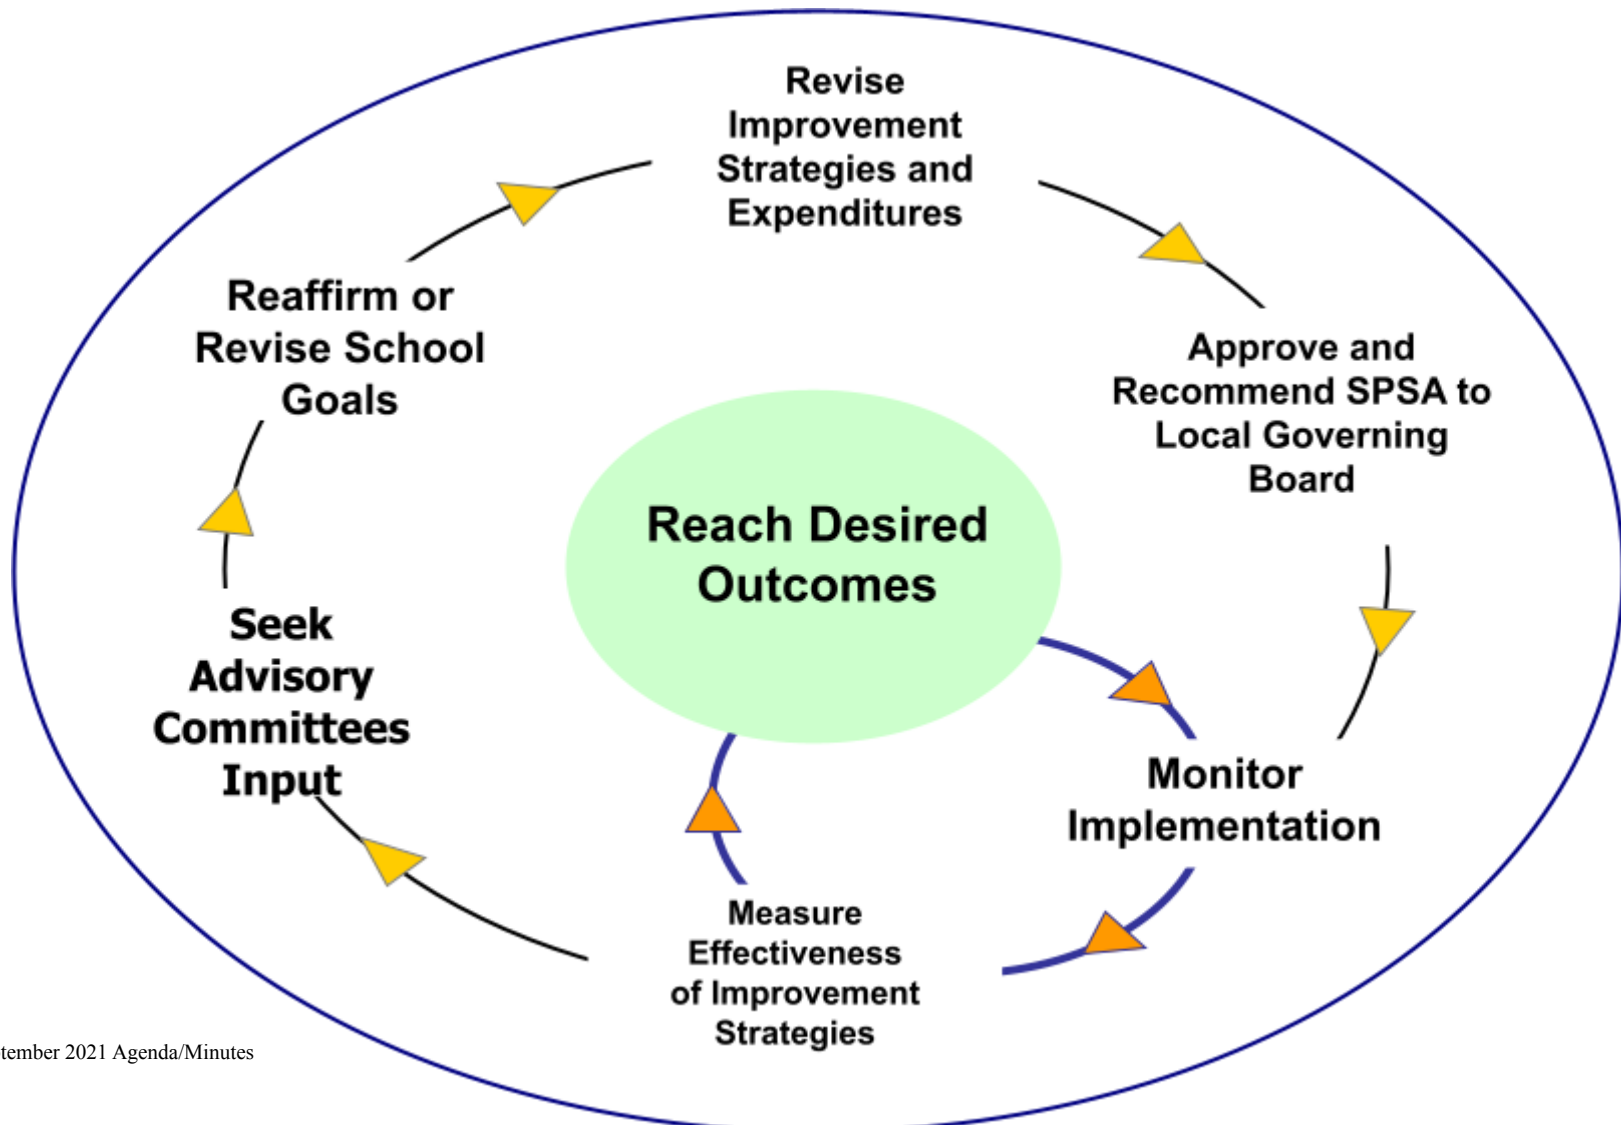 Revise
Improvement
Strategies and
Expenditures
Approve and
Recommend SPSA to
Local Governing
Board
Monitor
Implementation
Measure
Effectiveness
of Improvement
Strategies
Seek
Advisory
Committees
Input
Reaffirm or
Revise School
Goals
Reach Desired
Outcomes
tember 2021 Agenda/Minutes